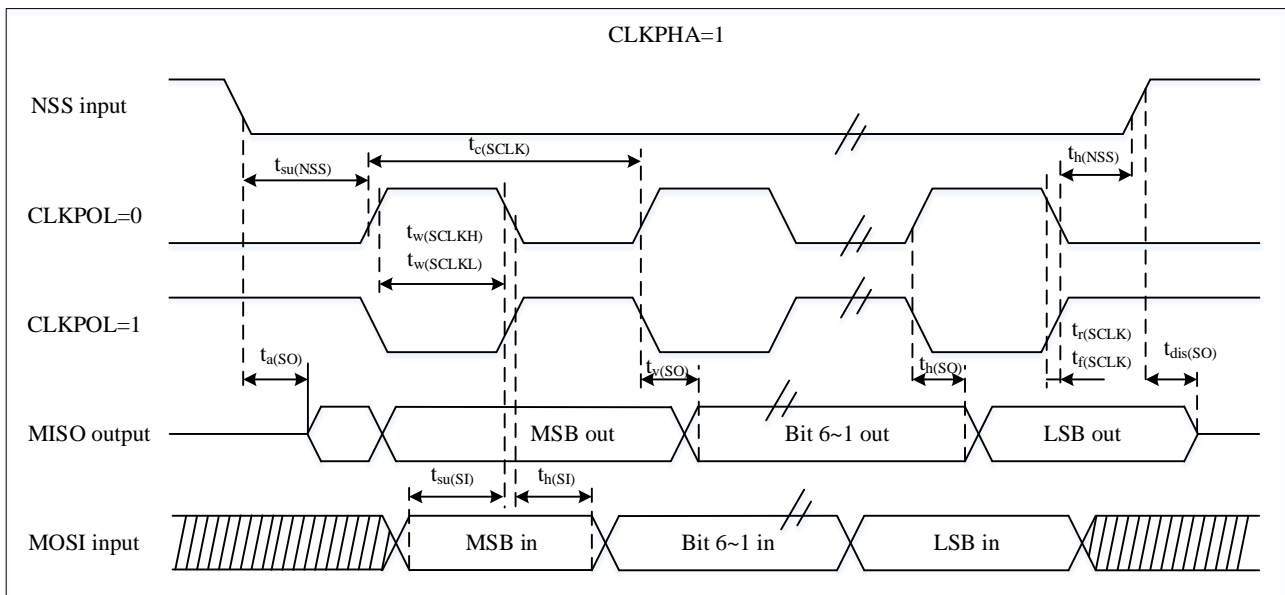 CLKPHA=1
NSS input
tc(SCLK)
tsu(NSS)
th(NSS)
CLKPOL=0
tw(SCLKH)
tw(SCLKL)
CLKPOL=1
tr(SCLK)
tf(SCLK)
ta(SO)
tv(SO)
th(SO)
tdis(SO)
MISO output
MSB out
Bit 6~1 out
LSB out
tsu(SI)
th(SI)
MOSI input
MSB in
Bit 6~1 in
LSB in